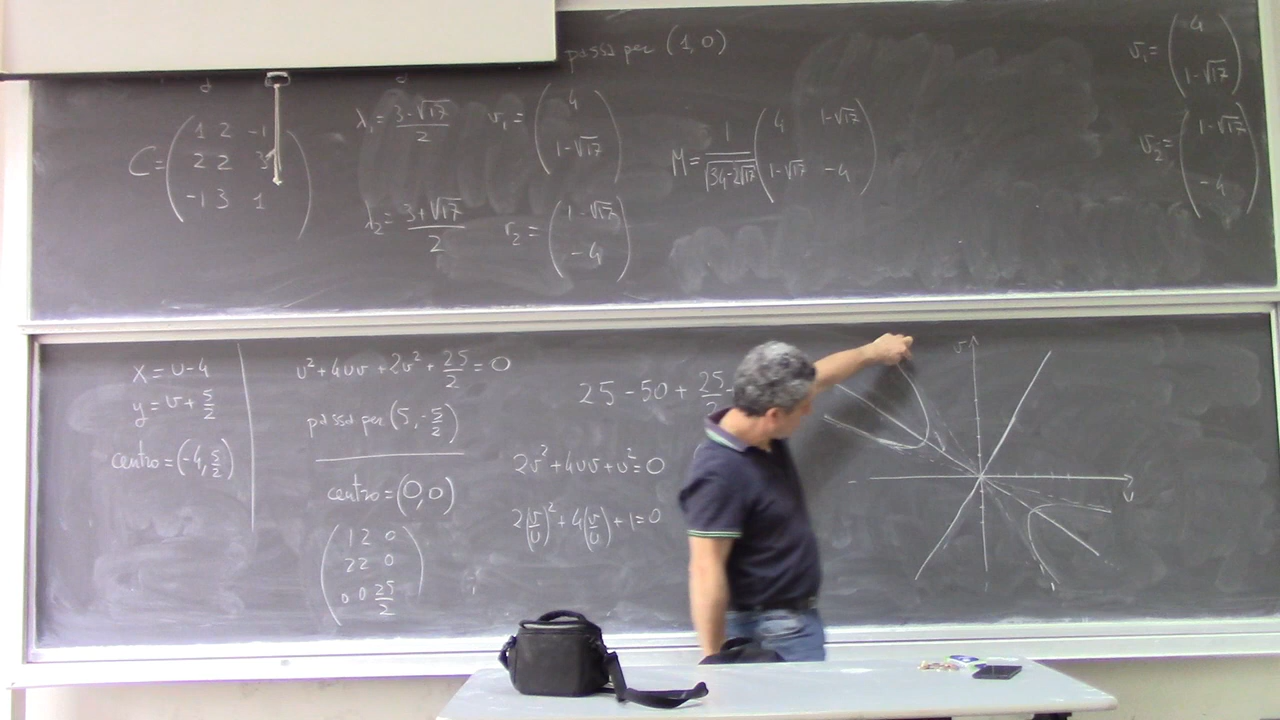 passa per (1,0)
C = (1 2 -1
2 2 3
-1 3 1)
λ₁ = (3-√17)/2
v₁ = (4
1-√17)
λ₂ = (3+√17)/2
v₂ = (1-√17
-4)
M = 1/√(34-2√17) (4 1-√17
1-√17 -4)
v₁ = (4
1-√17)
v₂ = (1-√17
-4)
x = u-4
y = v+5/2
centro = (-4, 5/2)
u² + 4uv + 2v² + 25/2 = 0
passa per (5, -5/2)
centro = (0,0)
(1 2 0
2 2 0
0 0 25/2)
25 - 50 + 25/2
2v² + 4uv + u² = 0
2(v/u)² + 4(v/u) + 1 = 0
v
u